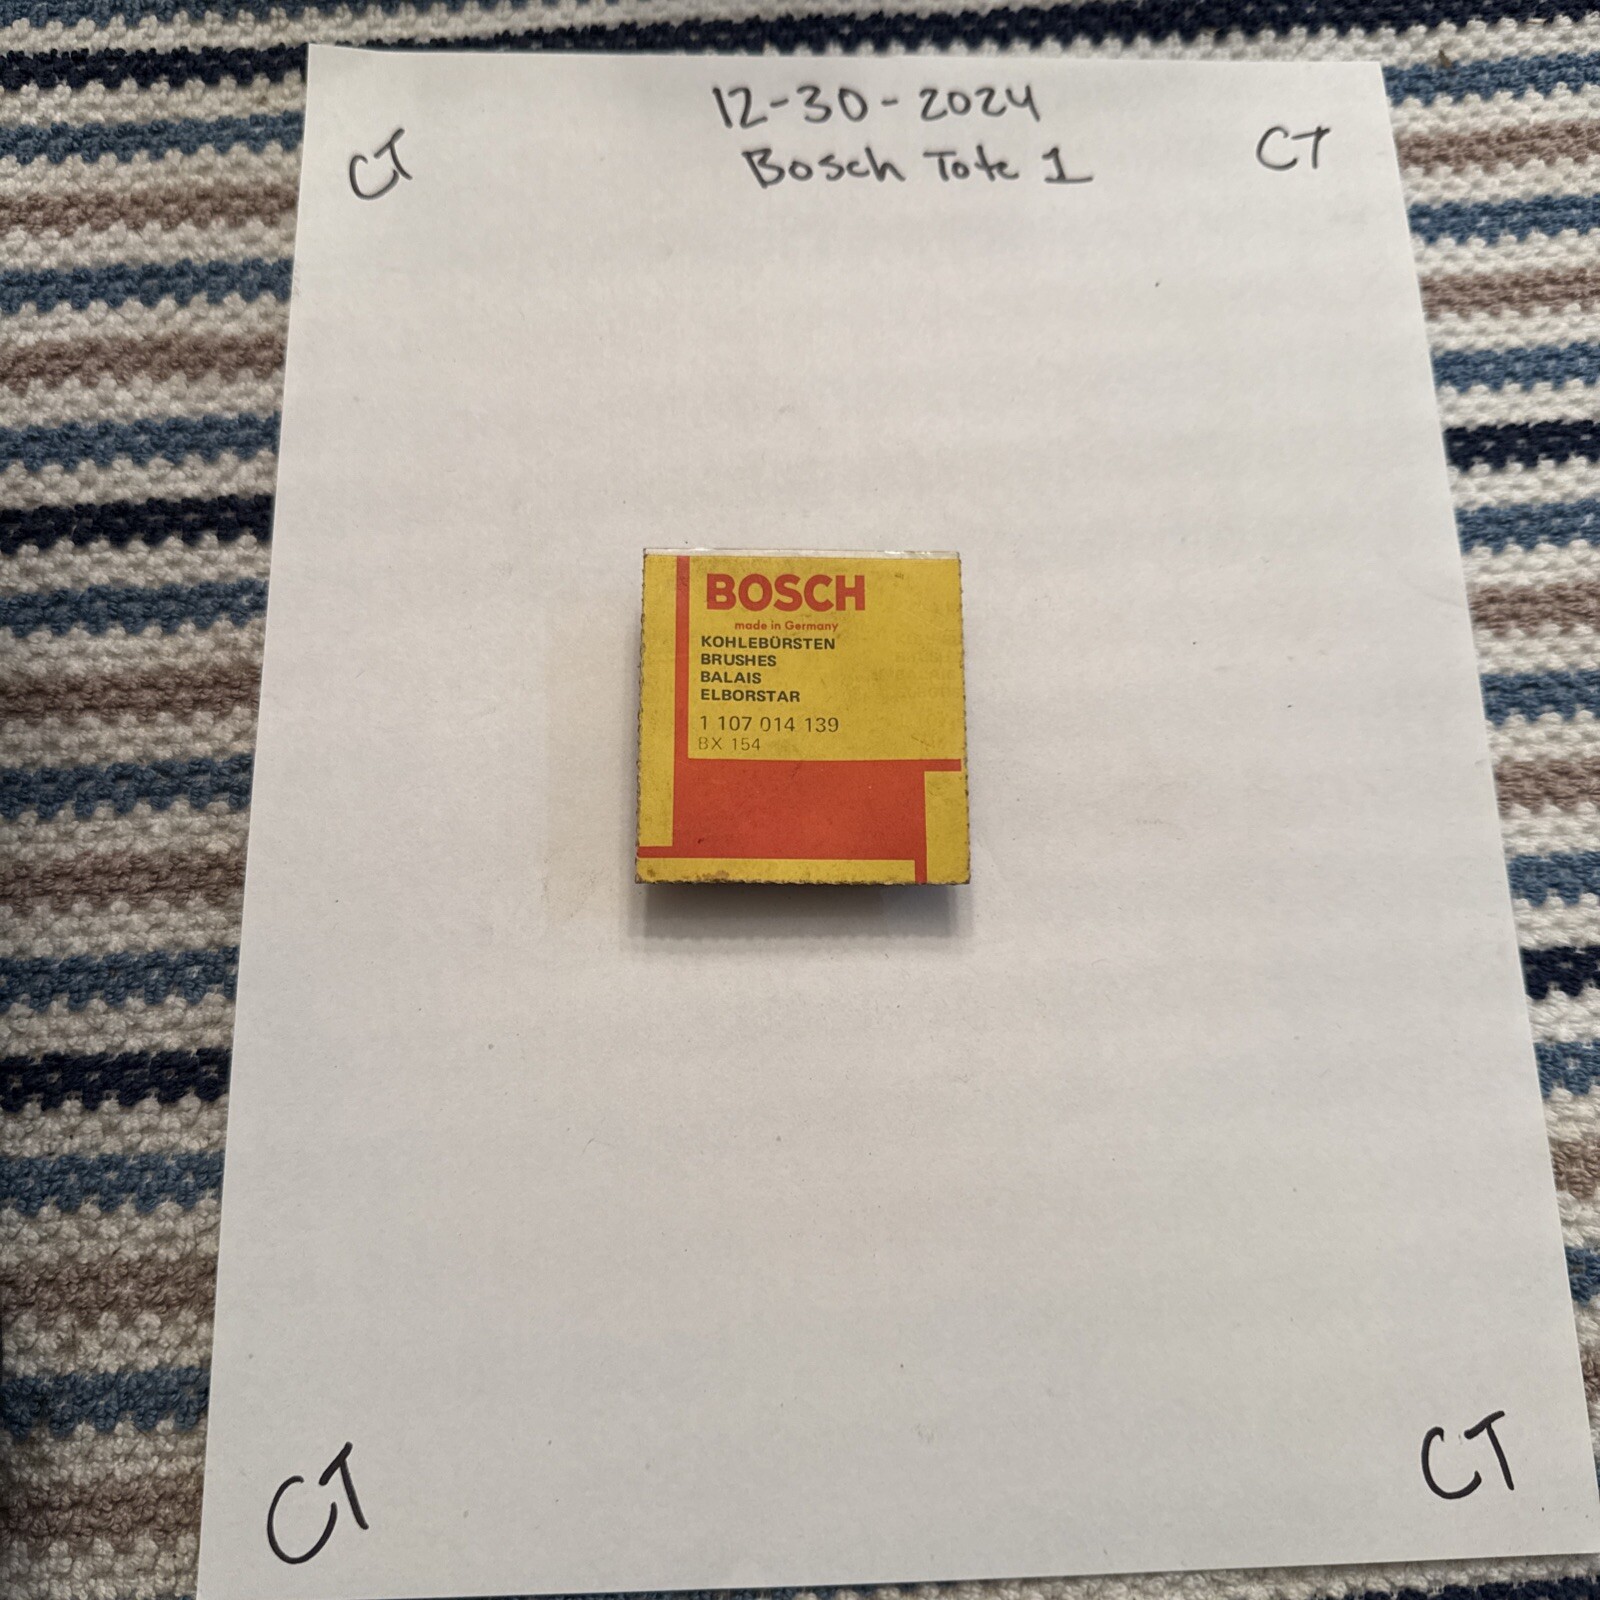 12-30-2024
Bosch Tote 1
CT
CT
BOSCH
made in Germany
KOHLEBÜRSTEN
BRUSHES
BALAIS
ELBORSTAR
1 107 014 139
BX 154
CT
CT